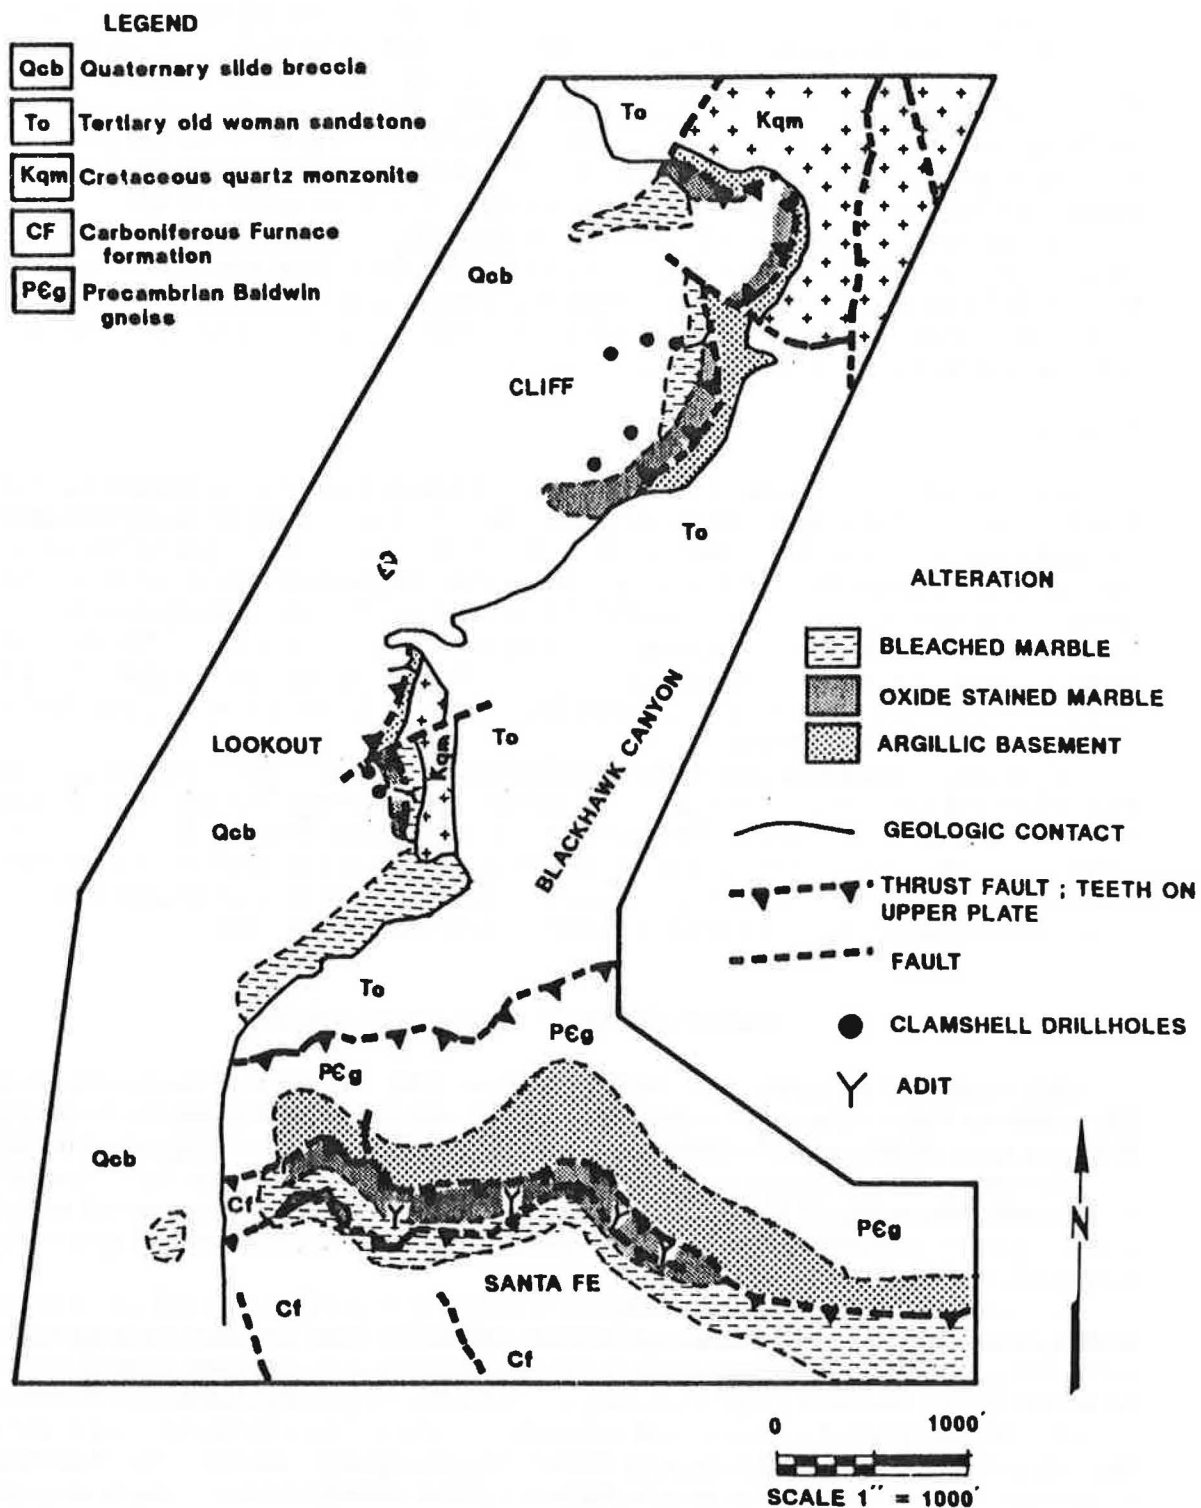 LEGEND
Qcb Quaternary slide breccia
To Tertiary old woman sandstone
Kqm Cretaceous quartz monzonite
CF Carboniferous Furnace
formation
PЄg Precambrian Baldwin
gneiss
To
Kqm
Qcb
CLIFF
To
ALTERATION
BLEACHED MARBLE
OXIDE STAINED MARBLE
ARGILLIC BASEMENT
LOOKOUT
Kqm
To
BLACKHAWK CANYON
Qcb
GEOLOGIC CONTACT
THRUST FAULT ; TEETH ON
UPPER PLATE
FAULT
To
CLAMSHELL DRILLHOLES
PЄg
PЄg
ADIT
Qcb
Cf
PЄg
N
SANTA FE
Cf
Cf
0 1000'
SCALE 1" = 1000'